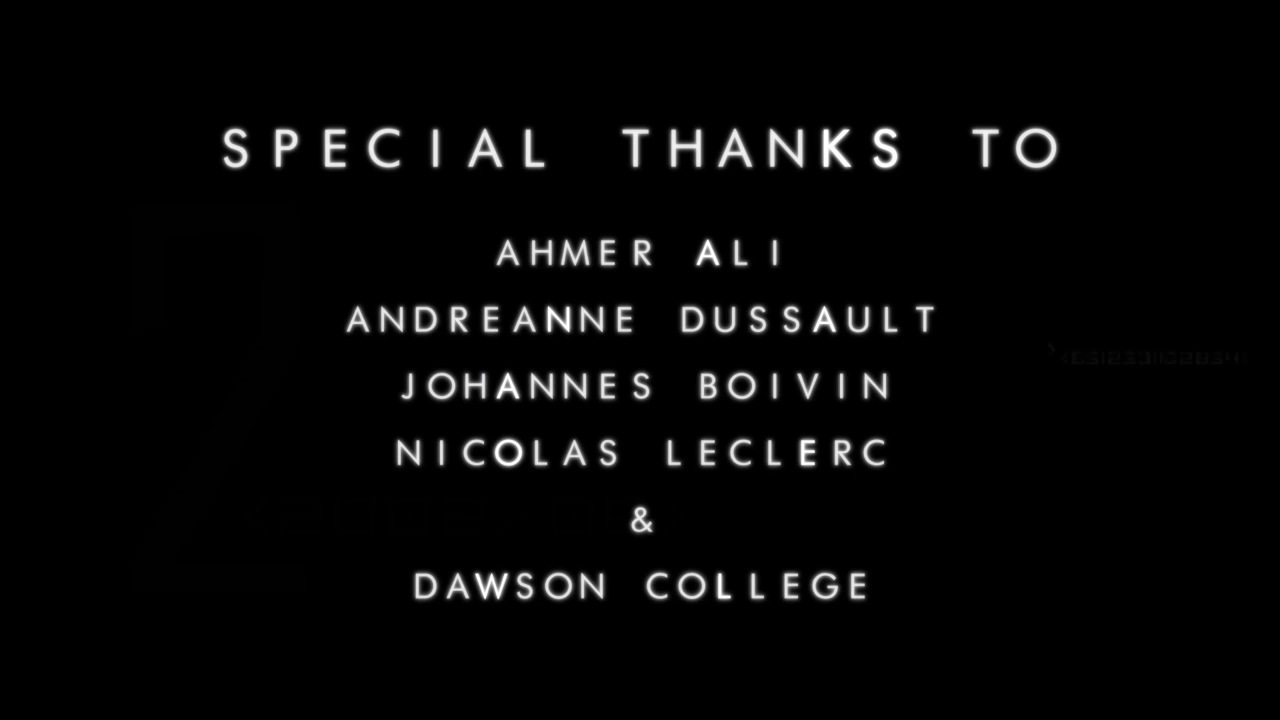 SPECIAL THANKS TO
AHMER ALI
ANDREANNE DUSSAULT
JOHANNES BOIVIN
NICOLAS LECLERC
&
DAWSON COLLEGE